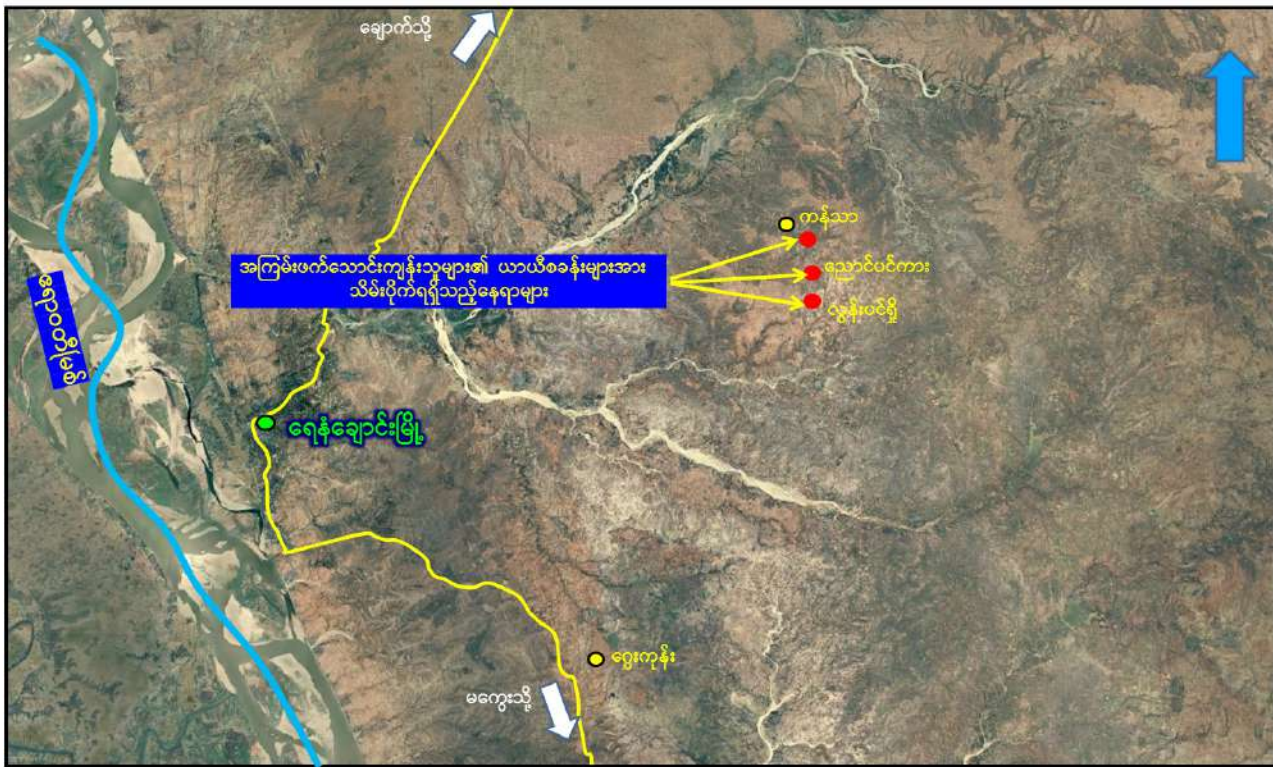 ချောက်သို့
ကန်သာ
အကြမ်းဖက်သောင်းကျန်းသူများ၏ ယာယီစခန်းများအား
သိမ်းပိုက်ရရှိသည့်နေရာများ
ညောင်ပင်ကား
လွန်းပင်ရှို
ဧရာဝတီမြစ်
ရေနံချောင်းမြို့
ဂွေးကုန်း
မကွေးသို့